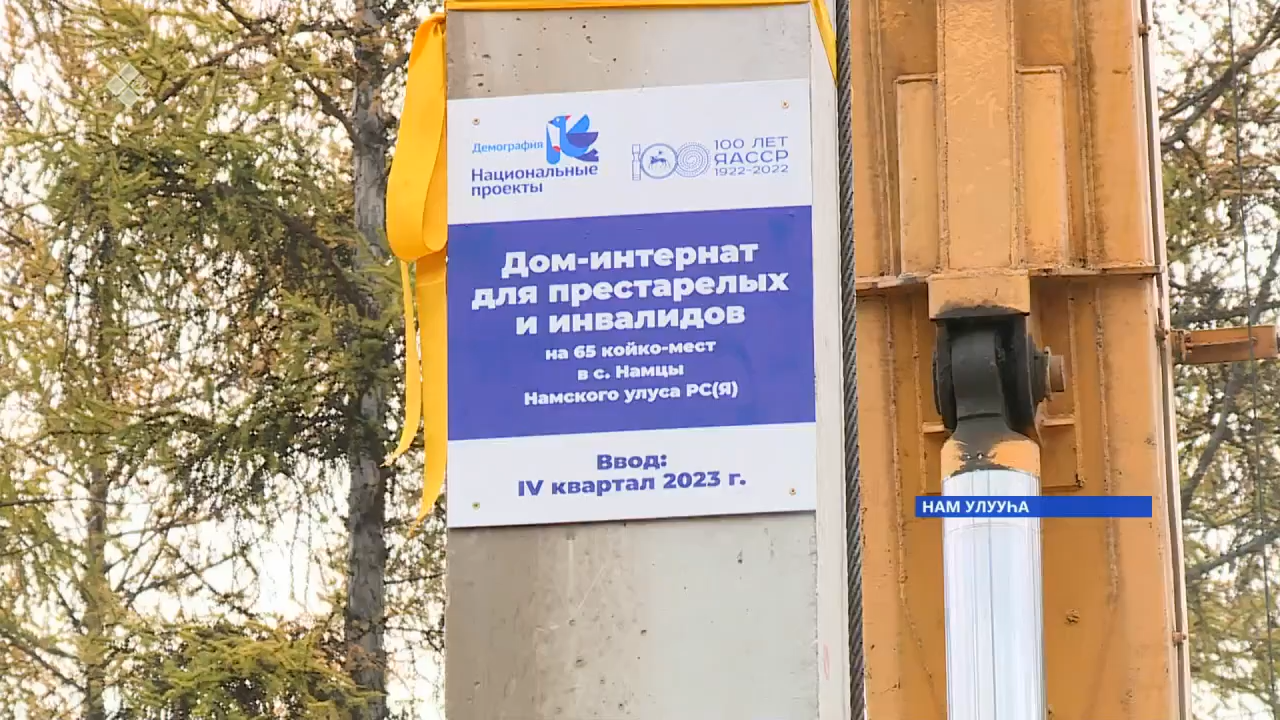 Демография
Национальные
проекты
100 ЛЕТ
ЯАССР
1922-2022
Дом-интернат
для престарелых
и инвалидов
на 65 койко-мест
в с. Намцы
Намского улуса РС(Я)
Ввод:
IV квартал 2023 г.
НАМ УЛУУҺА